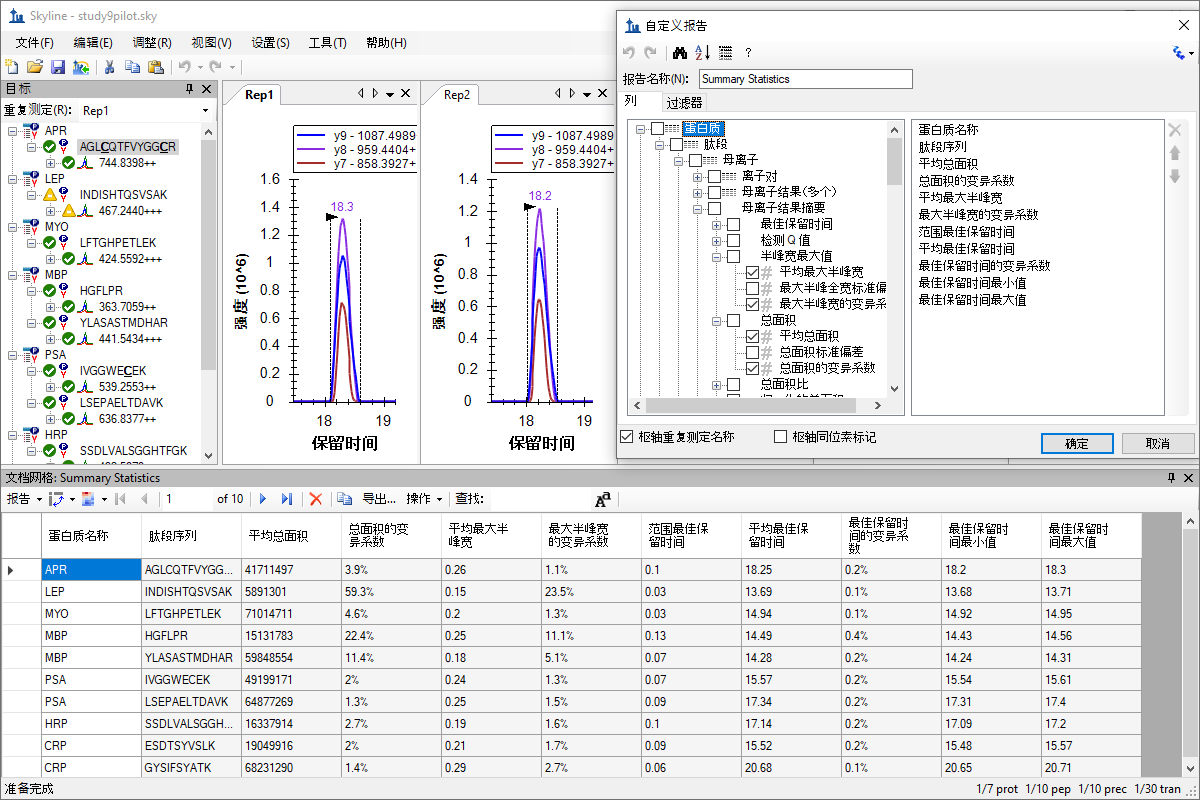 Skyline - study9pilot.sky
文件(F) 编辑(E) 调整(R) 视图(V) 设置(S) 工具(T) 帮助(H)
目标
重复测定(R): Rep1
APR
AGLCQTFVYGGCR
744.8398++
LEP
INDISHTQSVSAK
467.2440+++
MYO
LFTGHPETLEK
424.5592+++
MBP
HGFLPR
363.7059++
YLASASTMDHAR
441.5434+++
PSA
IVGGWECEK
539.2553++
LSEPAELTDAVK
636.8377++
HRP
SSDLVALSGGHTFGK
Rep1
y9 - 1087.4989
y8 - 959.4404+
y7 - 858.3927+
1.6
1.4
1.2
1
0.8
0.6
0.4
0.2
0
强度 (10^6)
18.3
18 19
保留时间
Rep2
y9 - 1087.4989
y8 - 959.4404+
y7 - 858.3927+
1.4
1.2
1
0.8
0.6
0.4
0.2
0
强度 (10^6)
18.2
18 19
保留时间
自定义报告
?
报告名称(N): Summary Statistics
列 过滤器
蛋白质
肽段
母离子
离子对
母离子结果(多个)
母离子结果摘要
最佳保留时间
检测 Q 值
半峰宽最大值
平均最大半峰宽
最大半峰全宽标准偏
最大半峰宽的变异系
总面积
平均总面积
总面积标准偏差
总面积的变异系数
总面积比
蛋白质名称
肽段序列
平均总面积
总面积的变异系数
平均最大半峰宽
最大半峰宽的变异系数
范围最佳保留时间
平均最佳保留时间
最佳保留时间的变异系数
最佳保留时间最小值
最佳保留时间最大值
枢轴重复测定名称 枢轴同位素标记
确定 取消
文档网格: Summary Statistics
报告 1 of 10 导出... 操作 查找: Aa
蛋白质名称 肽段序列 平均总面积 总面积的变异系数 平均最大半峰宽 最大半峰宽的变异系数 范围最佳保留时间 平均最佳保留时间 最佳保留时间的变异系数 最佳保留时间最小值 最佳保留时间最大值
APR AGLCQTFVYGG... 41711497 3.9% 0.26 1.1% 0.1 18.25 0.2% 18.2 18.3
LEP INDISHTQSVSAK 5891301 59.3% 0.15 23.5% 0.03 13.69 0.1% 13.68 13.71
MYO LFTGHPETLEK 71014711 4.6% 0.2 1.3% 0.03 14.94 0.1% 14.92 14.95
MBP HGFLPR 15131783 22.4% 0.25 11.1% 0.13 14.49 0.4% 14.43 14.56
MBP YLASASTMDHAR 59848554 11.4% 0.18 5.1% 0.07 14.28 0.2% 14.24 14.31
PSA IVGGWECEK 49199171 2% 0.24 1.3% 0.07 15.57 0.2% 15.54 15.61
PSA LSEPAELTDAVK 64877269 1.3% 0.25 1.5% 0.09 17.34 0.2% 17.31 17.4
HRP SSDLVALSGGH... 16337914 2.7% 0.19 1.6% 0.1 17.14 0.2% 17.09 17.2
CRP ESDTSYVSLK 19049916 2% 0.21 1.7% 0.09 15.52 0.2% 15.48 15.57
CRP GYSIFSYATK 68231290 1.4% 0.29 2.7% 0.06 20.68 0.1% 20.65 20.71
准备完成 1/7 prot 1/10 pep 1/10 prec 1/30 tran